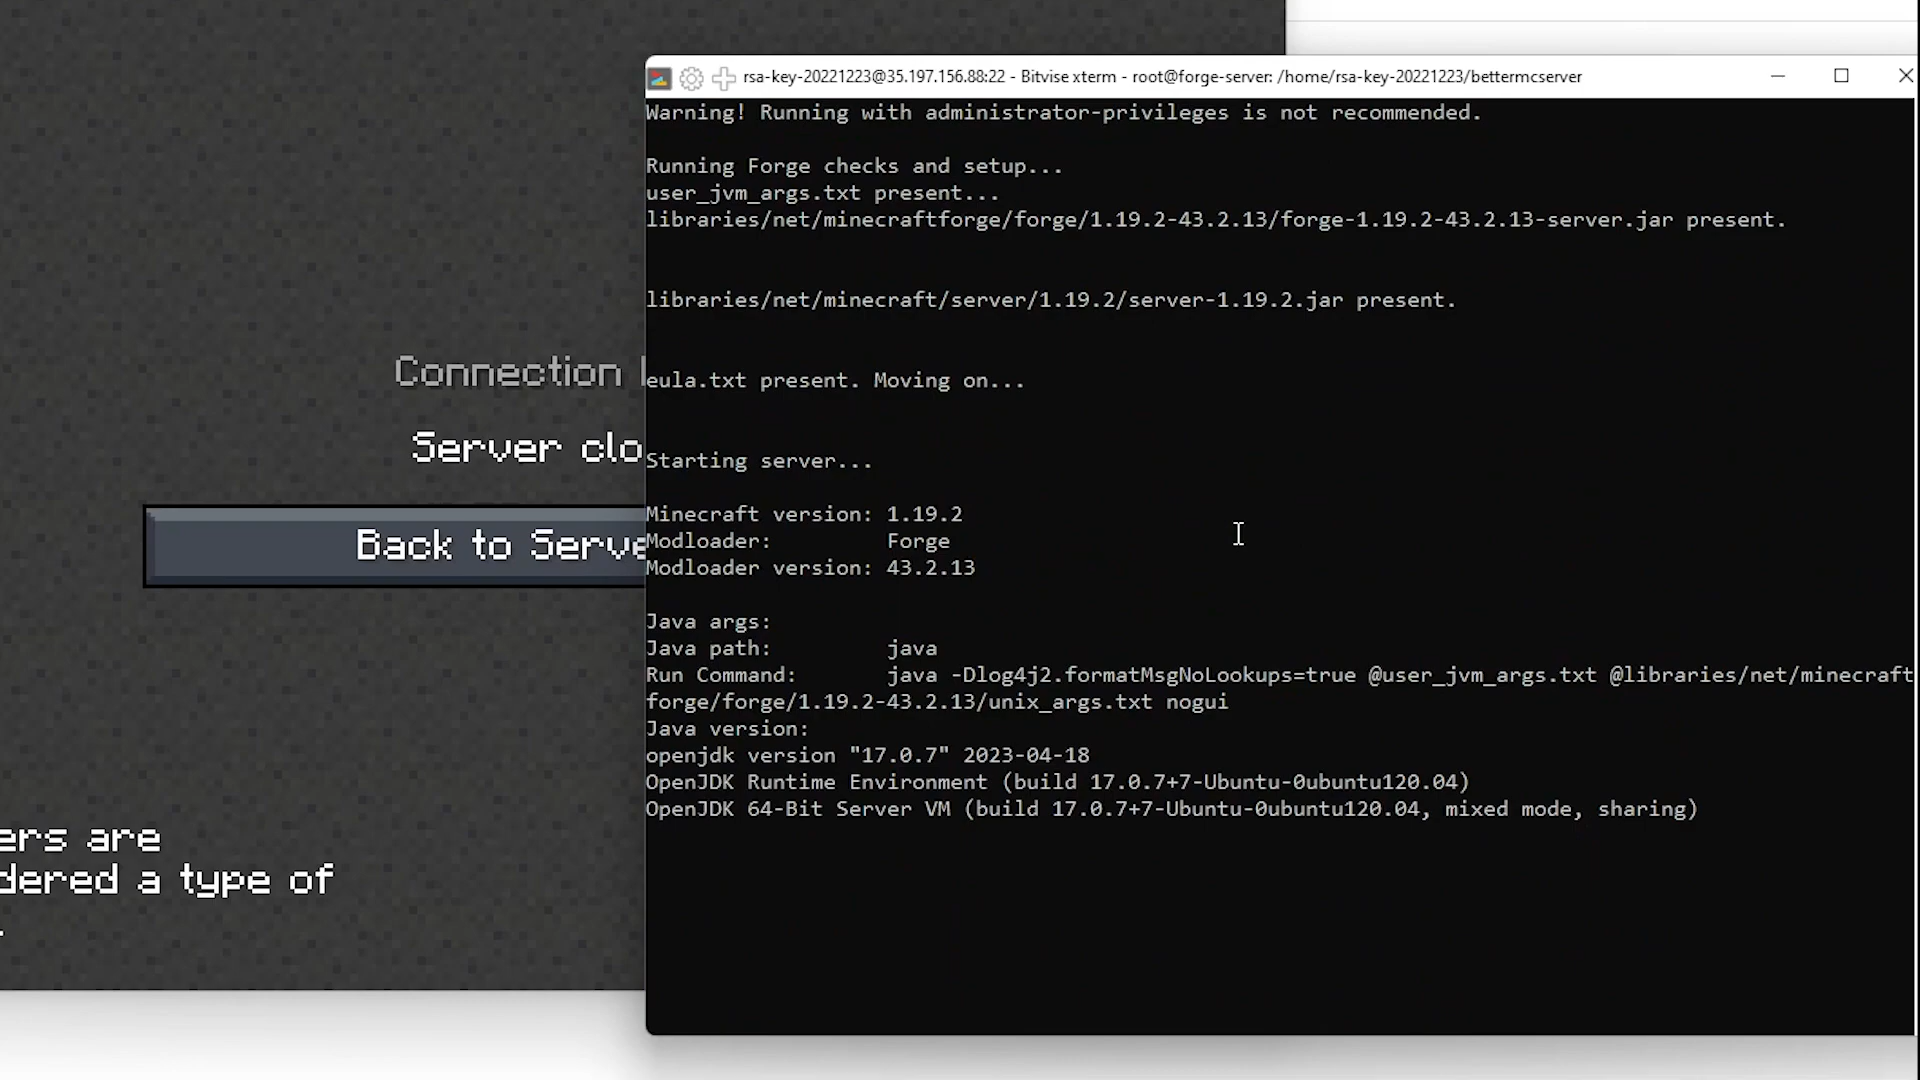 rsa-key-20221223@35.197.156.88:22 - Bitvise xterm - root@forge-server: /home/rsa-key-20221223/bettermcserver
Warning! Running with administrator-privileges is not recommended.
Running Forge checks and setup...
user_jvm_args.txt present...
libraries/net/minecraftforge/forge/1.19.2-43.2.13/forge-1.19.2-43.2.13-server.jar present.
libraries/net/minecraft/server/1.19.2/server-1.19.2.jar present.
eula.txt present. Moving on...
Starting server...
Minecraft version: 1.19.2
Modloader: Forge
Modloader version: 43.2.13
Java args:
Java path: java
Run Command: java -Dlog4j2.formatMsgNoLookups=true @user_jvm_args.txt @libraries/net/minecraft
forge/forge/1.19.2-43.2.13/unix_args.txt nogui
Java version:
openjdk version "17.0.7" 2023-04-18
OpenJDK Runtime Environment (build 17.0.7+7-Ubuntu-0ubuntu120.04)
OpenJDK 64-Bit Server VM (build 17.0.7+7-Ubuntu-0ubuntu120.04, mixed mode, sharing)
Connection
Server clo
Back to Serve
ers are
dered a type of
.